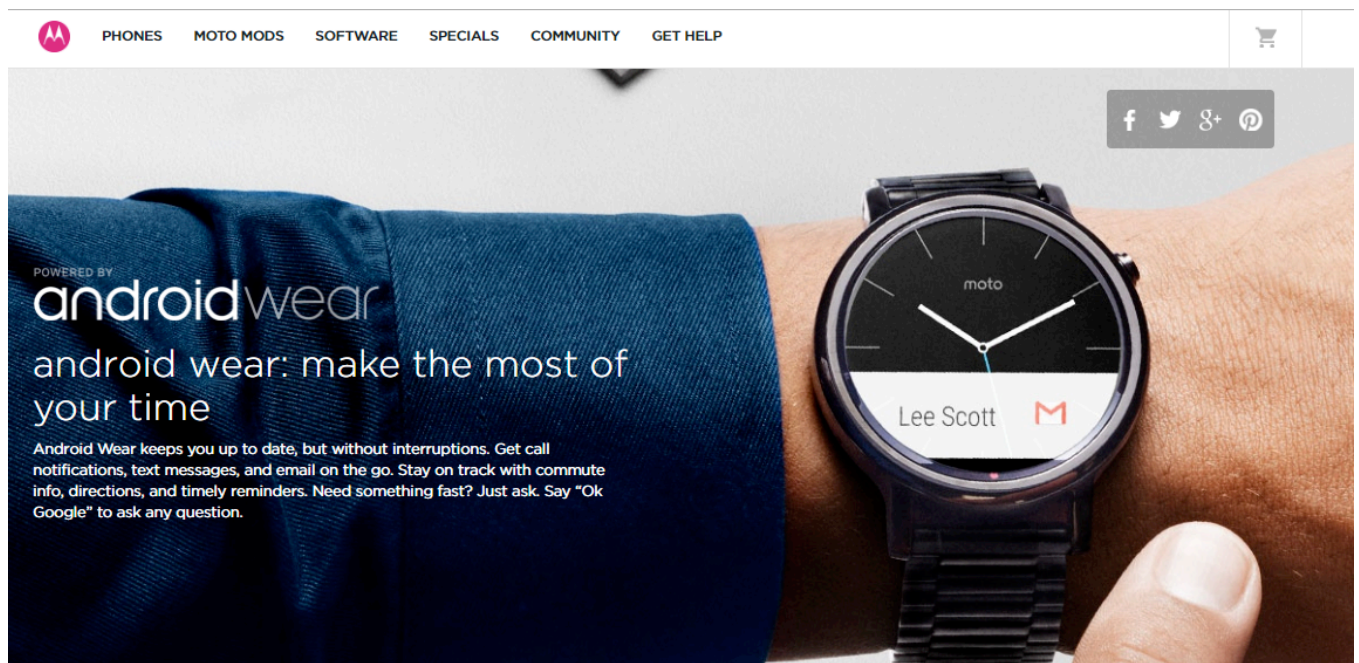 PHONES MOTO MODS SOFTWARE SPECIALS COMMUNITY GET HELP
POWERED BY
androidwear
android wear: make the most of
your time
Android Wear keeps you up to date, but without interruptions. Get call
notifications, text messages, and email on the go. Stay on track with commute
info, directions, and timely reminders. Need something fast? Just ask. Say “Ok
Google” to ask any question.
moto
Lee Scott